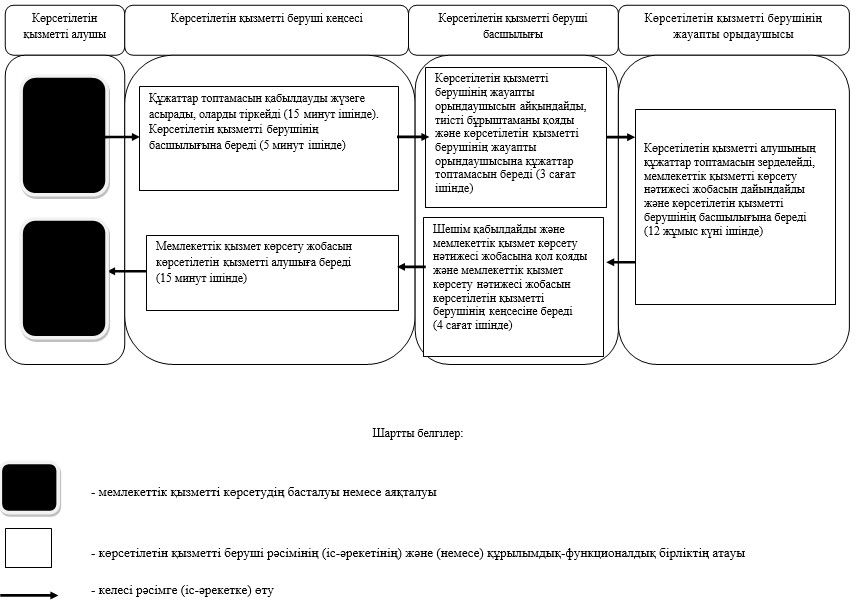 Көрсетілетін
қызметті алушы
Көрсетілетін қызметті беруші кеңсесі
Көрсетілетін қызметті беруші
басшылығы
Көрсетілетін қызметті берушінің
жауапты орыдаушысы
Құжаттар топтамасын қабылдауды жүзеге
асырады, оларды тіркейді (15 минут ішінде).
Көрсетілетін қызметті берушінің
басшылығына береді (5 минут ішінде)
Көрсетілетін қызметті
берушінің жауапты
орындаушысын айқындайды,
тиісті бұрыштаманы қояды
және көрсетілетін қызметті
берушінің жауапты
орындаушысына құжаттар
топтамасын береді (3 сағат
ішінде)
Көрсетілетін қызметті алушының
құжаттар топтамасын зерделейді,
мемлекеттік қызметті көрсету
нәтижесі жобасын дайындайды
және көрсетілетін қызметті
берушінің басшылығына береді
(12 жұмыс күні ішінде)
Шешім қабылдайды және
мемлекеттік қызмет көрсету
нәтижесі жобасына қол қояды
және мемлекеттік қызмет
көрсету нәтижесі жобасын
көрсетілетін қызметті
берушінің кеңсесіне береді
(4 сағат ішінде)
Мемлекеттік қызмет көрсету жобасын
көрсетілетін қызметті алушыға береді
(15 минут ішінде)
Шартты белгілер:
- мемлекеттік қызметті көрсетудің басталуы немесе аяқталуы
- көрсетілетін қызметті беруші рәсімінің (іс-әрекетінің) және (немесе) құрылымдық-функционалдық бірліктің атауы
- келесі рәсімге (іс-әрекетке) өту